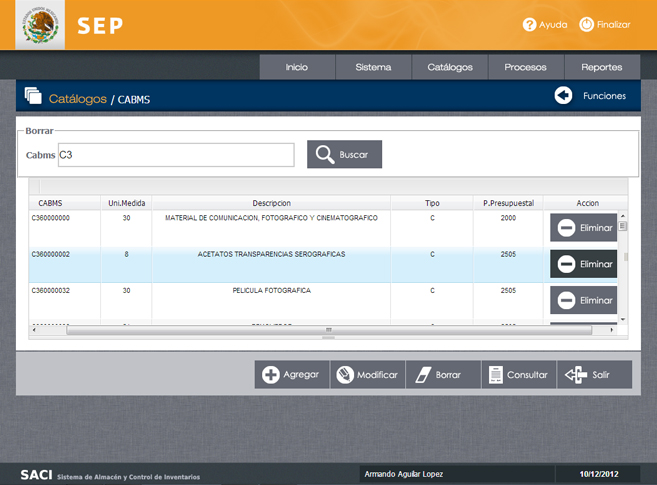 SEP
Ayuda Finalizar
Inicio Sistema Catálogos Procesos Reportes
Catálogos / CABMS Funciones
Borrar
Cabms C3 Buscar
CABMS Uni.Medida Descripcion Tipo P.Presupuestal Accion
C360000000 30 MATERIAL DE COMUNICACION, FOTOGRAFICO Y CINEMATOGRAFICO C 2000 Eliminar
C360000002 8 ACETATOS TRANSPARENCIAS SEROGRAFICAS C 2505 Eliminar
C360000032 30 PELICULA FOTOGRAFICA C 2505 Eliminar
Agregar Modificar Borrar Consultar Salir
SACI Sistema de Almacén y Control de Inventarios Armando Aguilar Lopez 10/12/2012